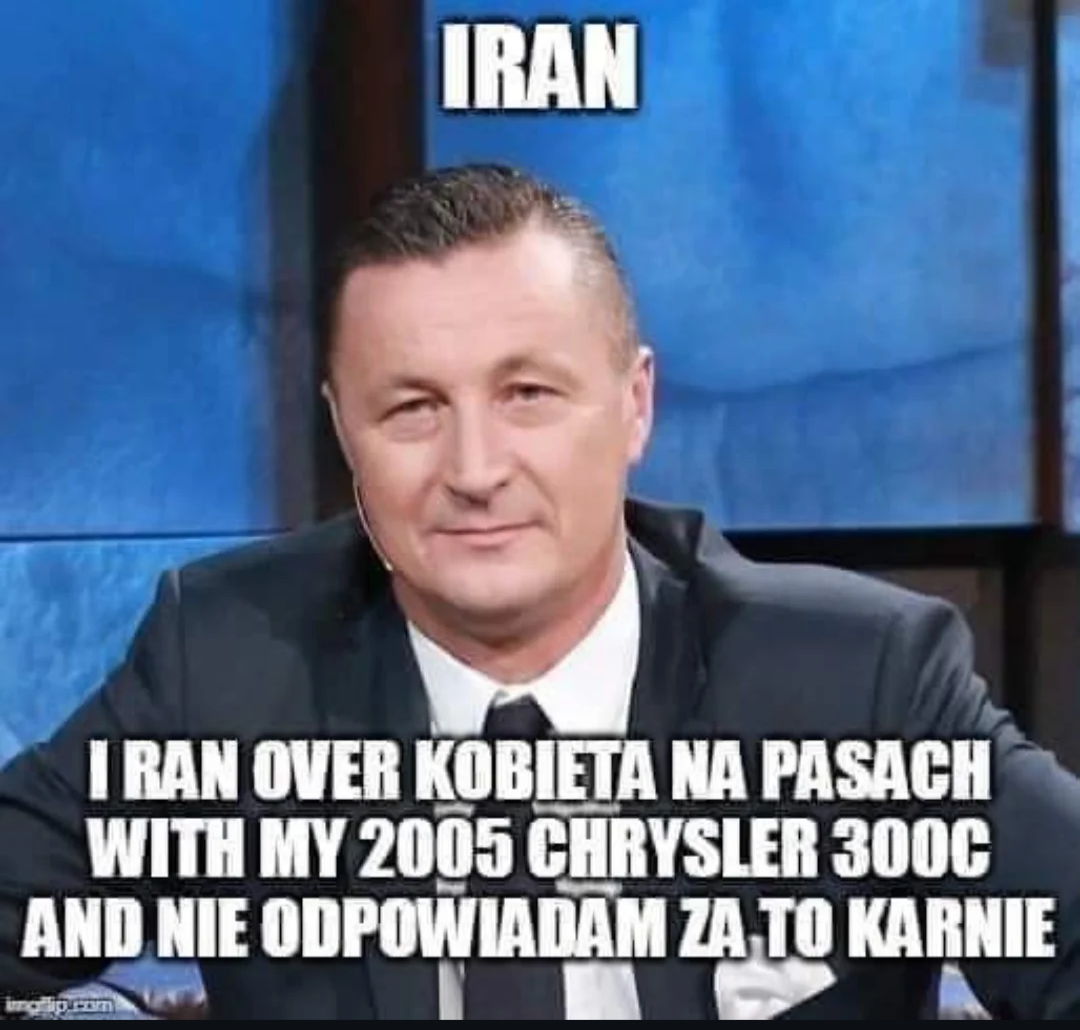 IRAN
I RAN OVER KOBIETA NA PASACH
WITH MY 2005 CHRYSLER 300C
AND NIE ODPOWIADAM ZA TO KARNIE
imgflip.com